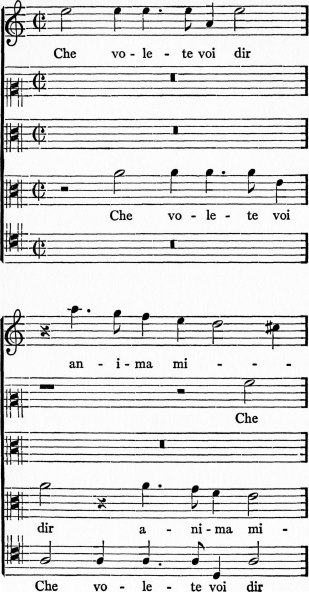 Che vo - le - te voi dir
Che vo - le - te voi
an - i - ma mi - - -
Che
dir a - ni - ma mi -
Che vo - le - te voi dir